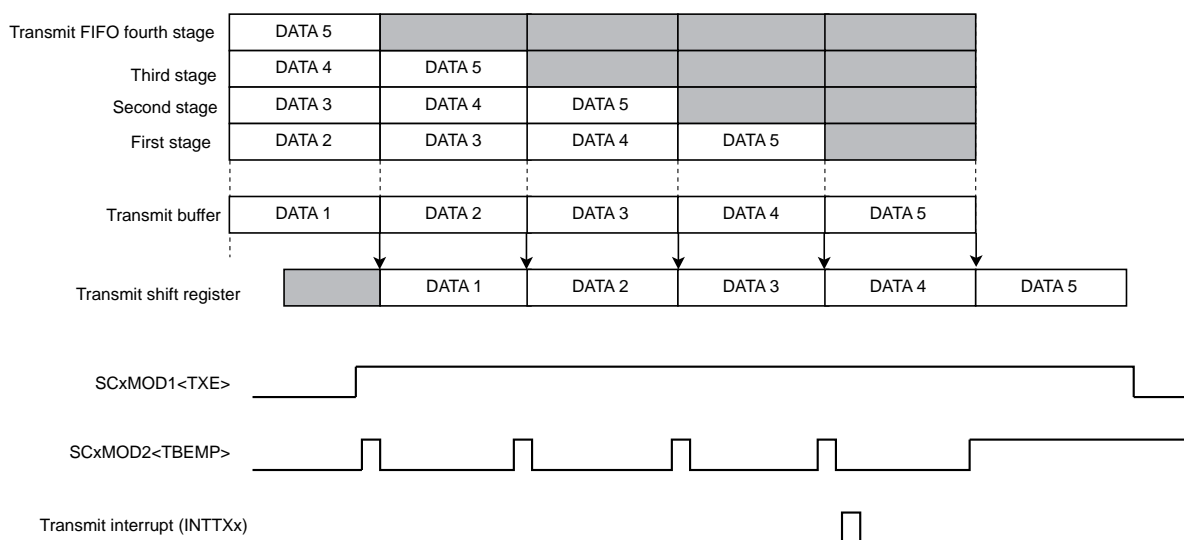 Transmit FIFO fourth stage DATA 5
Third stage DATA 4 DATA 5
Second stage DATA 3 DATA 4 DATA 5
First stage DATA 2 DATA 3 DATA 4 DATA 5
Transmit buffer DATA 1 DATA 2 DATA 3 DATA 4 DATA 5
Transmit shift register DATA 1 DATA 2 DATA 3 DATA 4 DATA 5
SCxMOD1<TXE>
SCxMOD2<TBEMP>
Transmit interrupt (INTTXx)